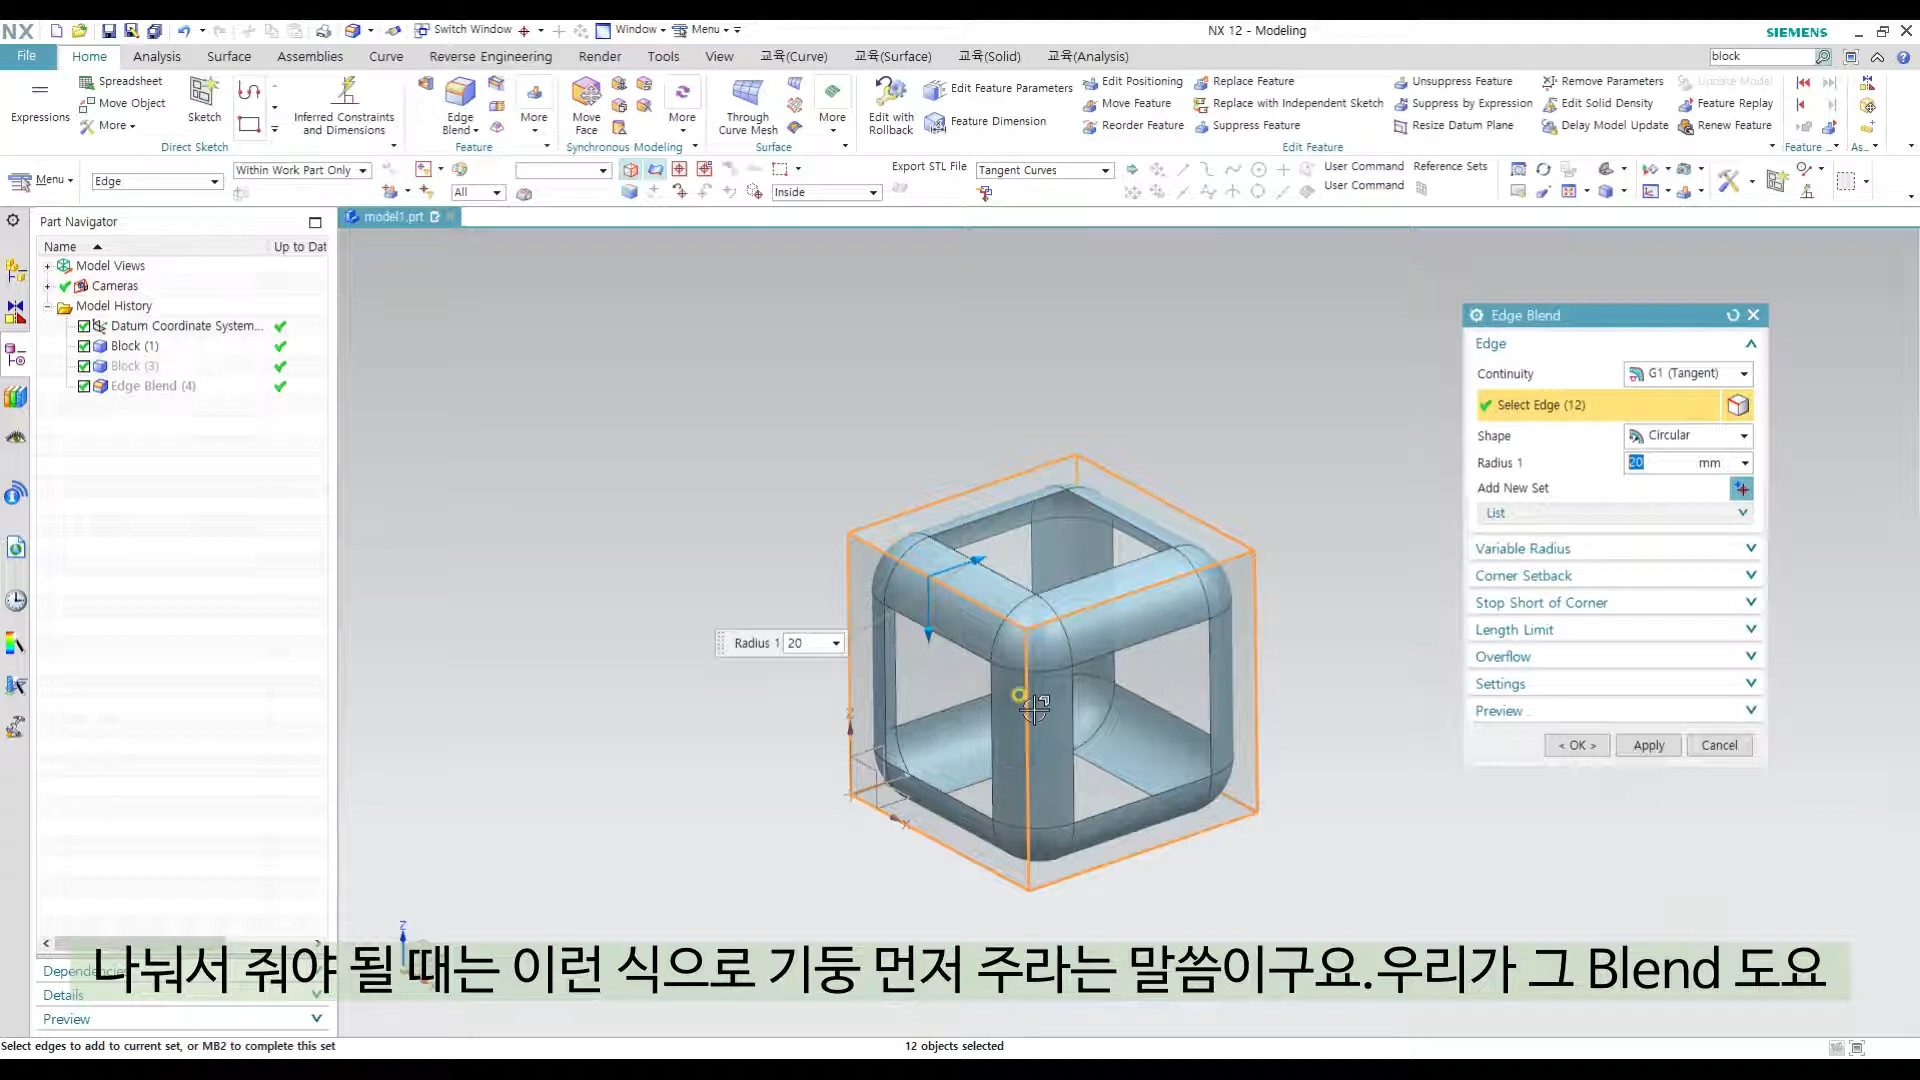 NX
Switch Window
Window
Menu
NX 12 - Modeling
SIEMENS
File
Home
Analysis
Surface
Assemblies
Curve
Reverse Engineering
Render
Tools
View
교육(Curve)
교육(Surface)
교육(Solid)
교육(Analysis)
block
Expressions
Spreadsheet
Move Object
More
Sketch
Inferred Constraints
and Dimensions
Direct Sketch
Edge
Blend
More
Feature
Move
Face
More
Synchronous Modeling
Through
Curve Mesh
More
Surface
Edit with
Rollback
Edit Feature Parameters
Feature Dimension
Edit Positioning
Move Feature
Reorder Feature
Replace Feature
Replace with Independent Sketch
Suppress Feature
Unsuppress Feature
Suppress by Expression
Resize Datum Plane
Remove Parameters
Edit Solid Density
Delay Model Update
Update Model
Feature Replay
Renew Feature
Edit Feature
Feature ...
As...
Menu
Edge
Within Work Part Only
All
Inside
Export STL File
Tangent Curves
User Command
User Command
Reference Sets
Part Navigator
Name
Up to Dat
Model Views
Cameras
Model History
Datum Coordinate System...
Block (1)
Block (3)
Edge Blend (4)
model1.prt
Radius 1
20
Z
X
Z
Edge Blend
Edge
Continuity
G1 (Tangent)
Select Edge (12)
Shape
Circular
Radius 1
20
mm
Add New Set
List
Variable Radius
Corner Setback
Stop Short of Corner
Length Limit
Overflow
Settings
Preview
< OK >
Apply
Cancel
나눠서 줘야 될 때는 이런 식으로 기둥 먼저 주라는 말씀이구요.우리가 그 Blend 도요
Details
Preview
Select edges to add to current set, or MB2 to complete this set
12 objects selected